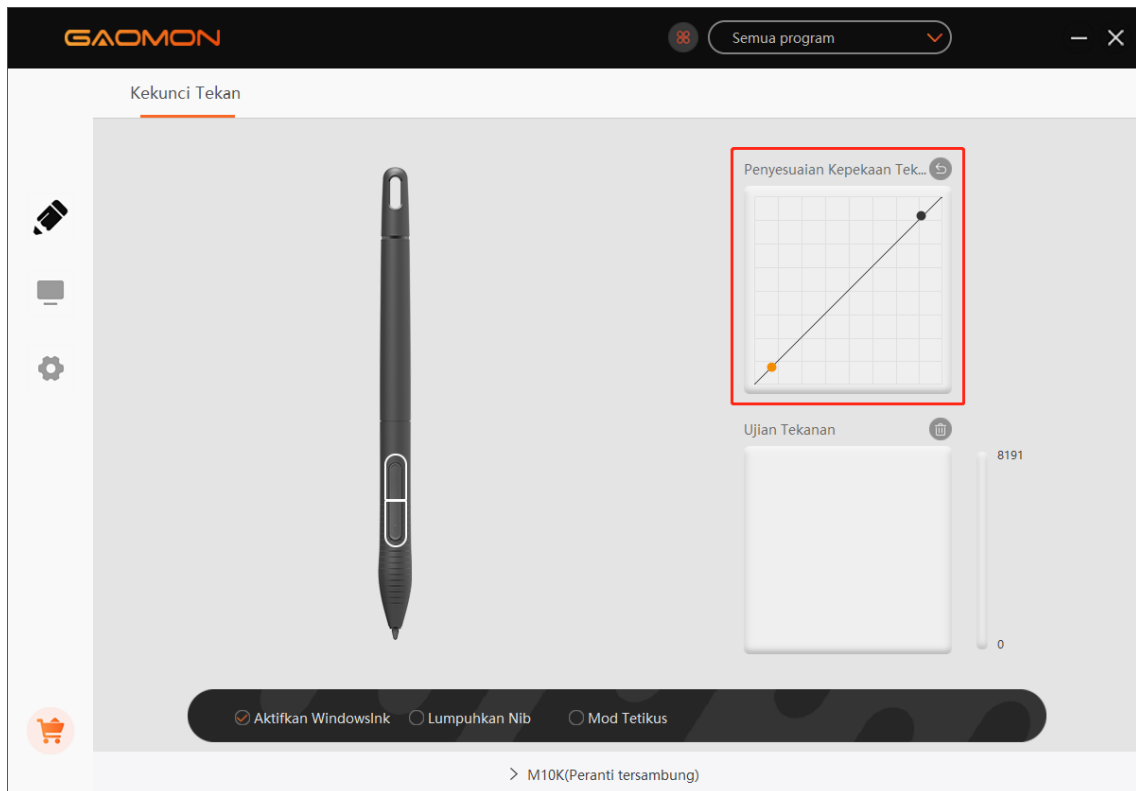 GAOMON
Semua program
Kekunci Tekan
Penyesuaian Kepekaan Tek...
Ujian Tekanan
8191
0
Aktifkan WindowsInk
Lumpuhkan Nib
Mod Tetikus
M10K(Peranti tersambung)